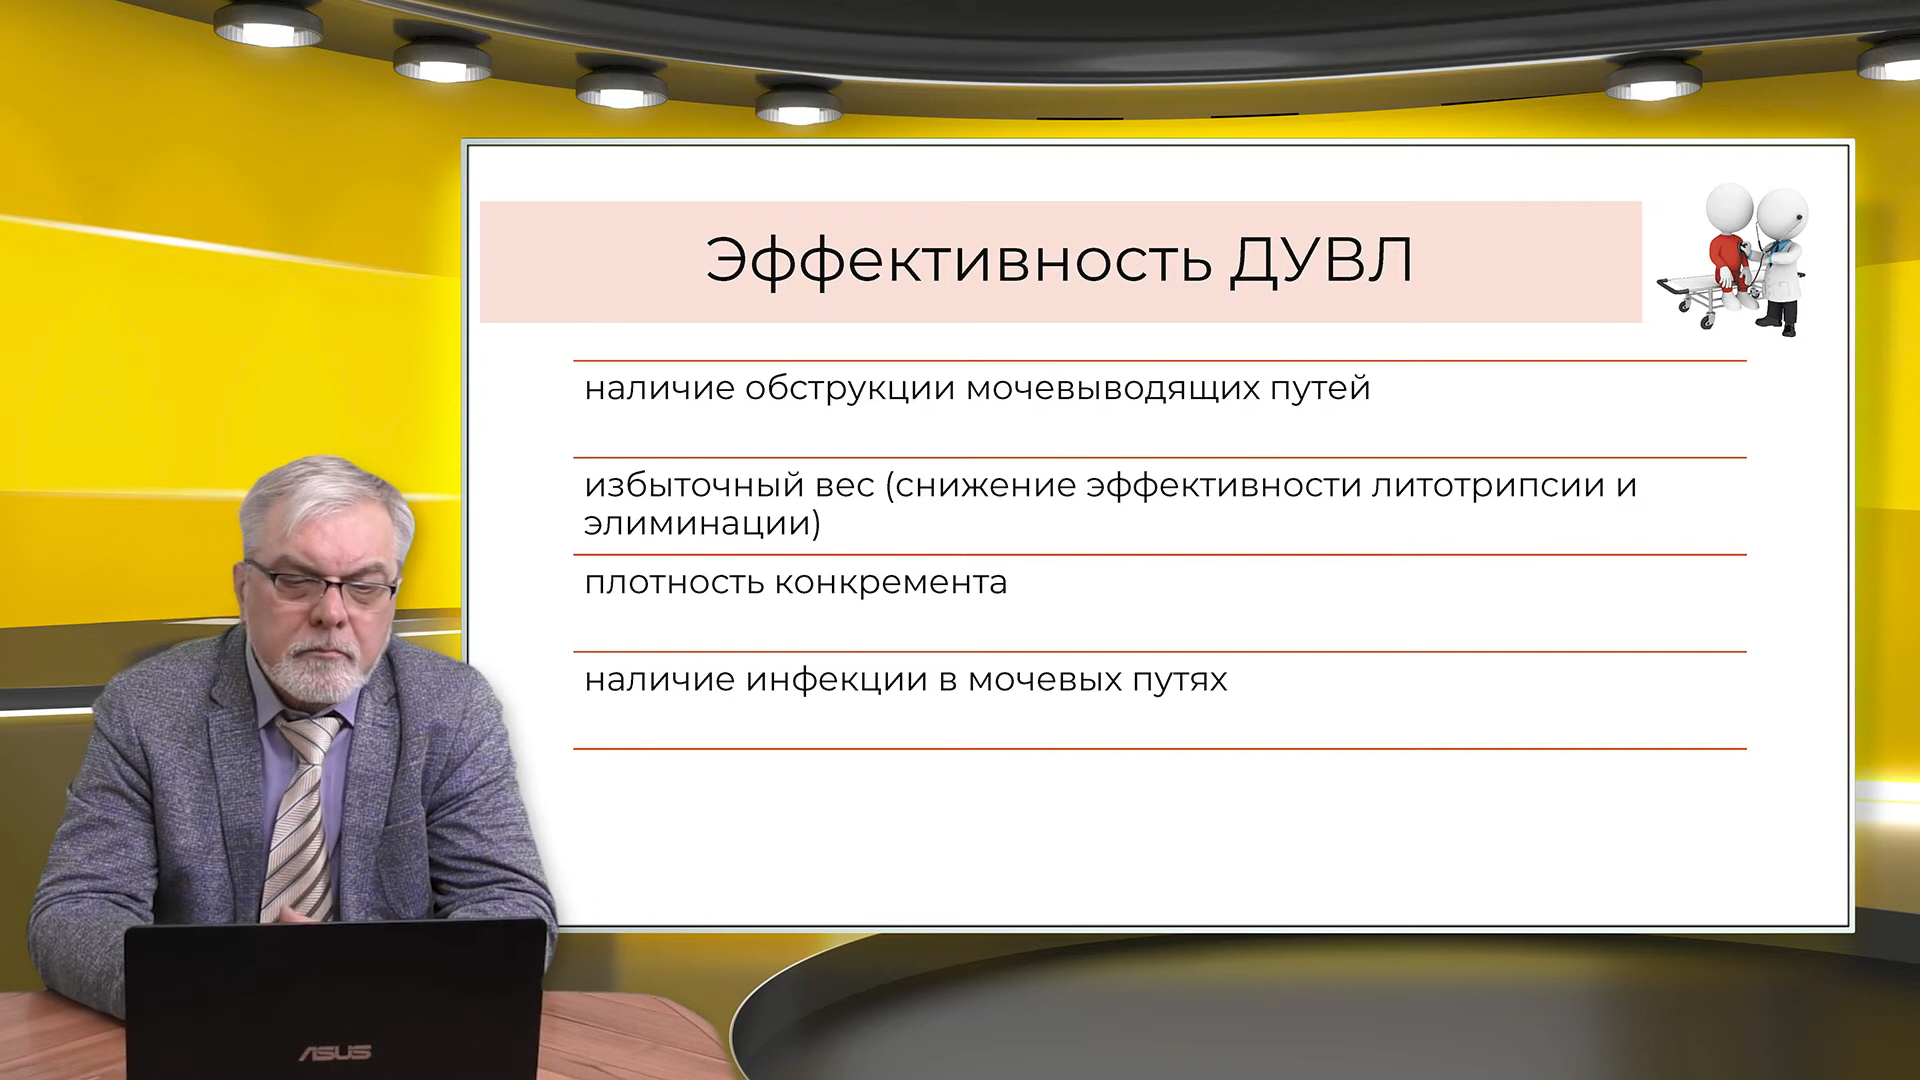 Эффективность ДУВЛ
наличие обструкции мочевыводящих путей
избыточный вес (снижение эффективности литотрипсии и
элиминации)
плотность конкремента
наличие инфекции в мочевых путях
ASUS